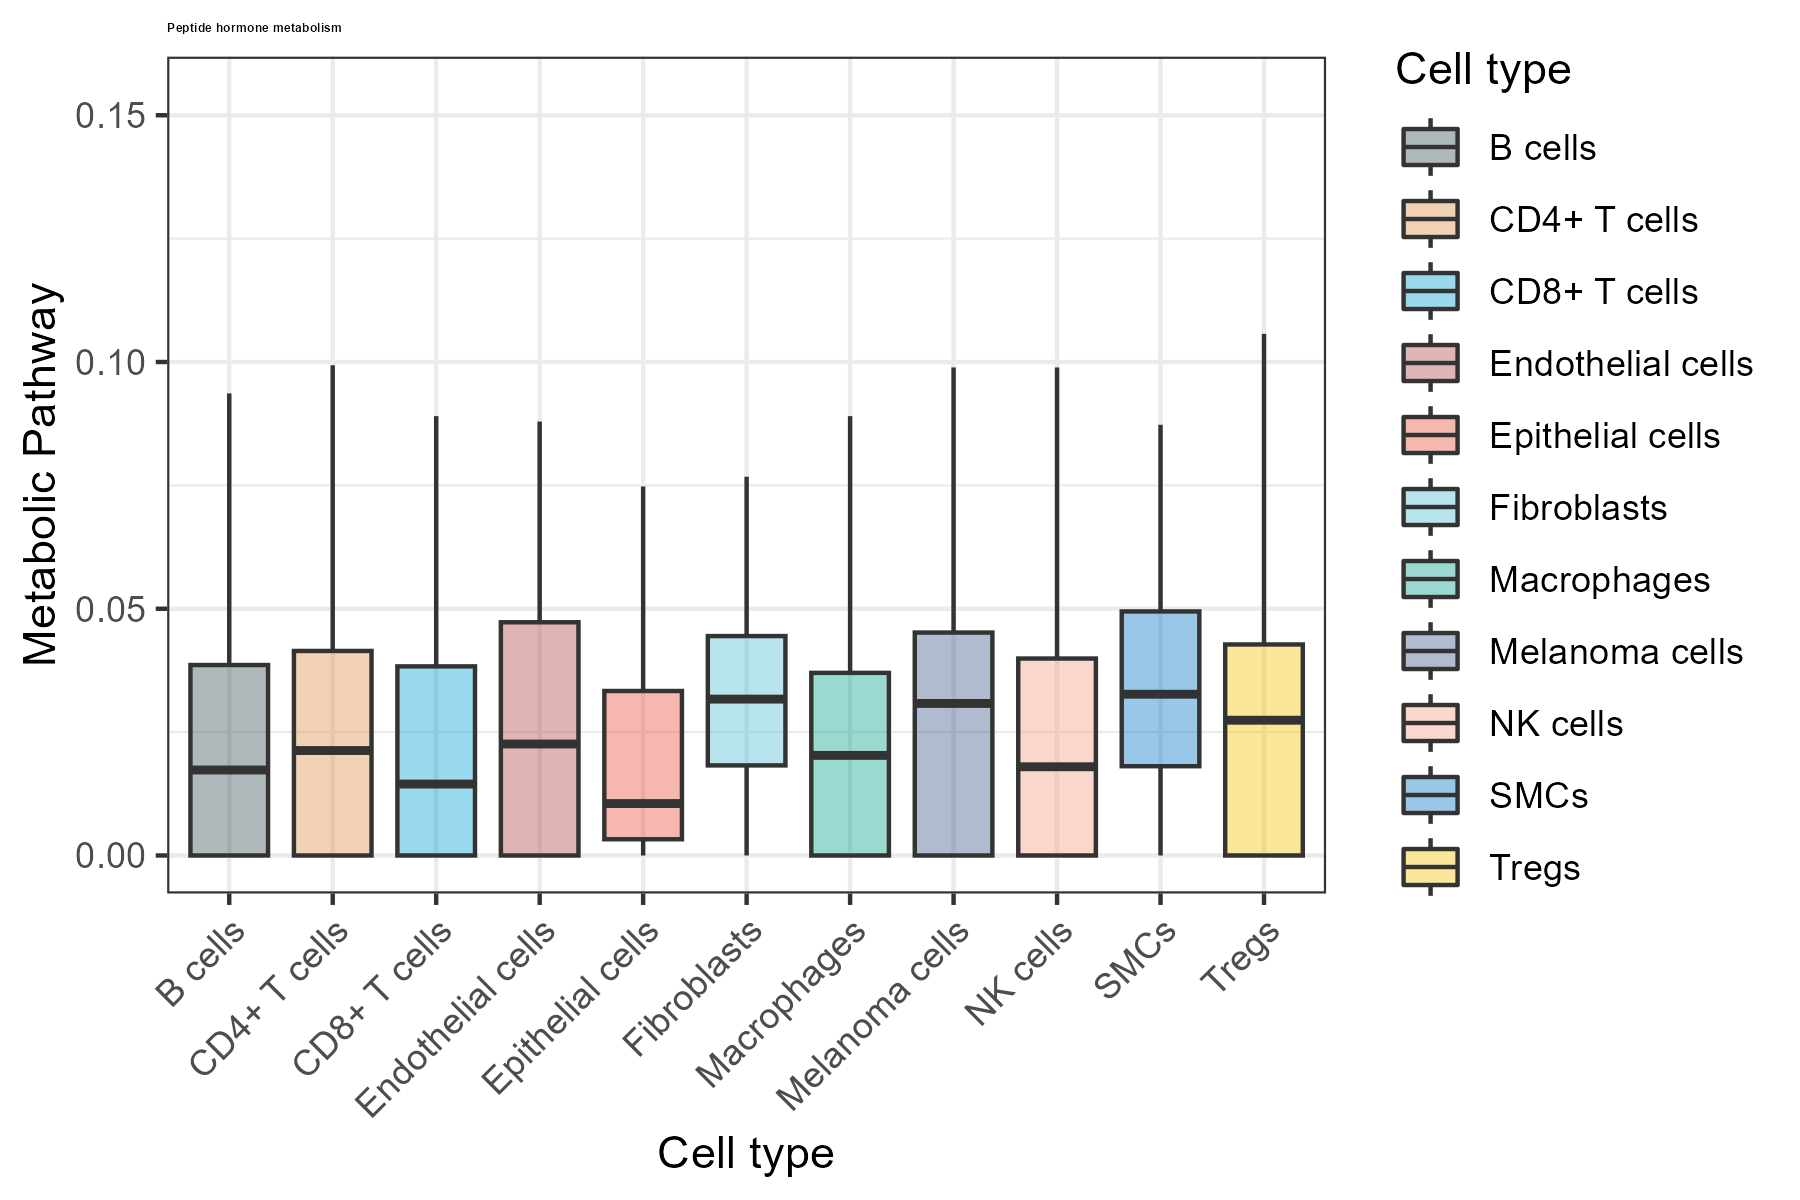 Peptide hormone metabolism
Metabolic Pathway
0.15
0.10
0.05
0.00
B cells
CD4+ T cells
CD8+ T cells
Endothelial cells
Epithelial cells
Fibroblasts
Macrophages
Melanoma cells
NK cells
SMCs
Tregs
Cell type
Cell type
B cells
CD4+ T cells
CD8+ T cells
Endothelial cells
Epithelial cells
Fibroblasts
Macrophages
Melanoma cells
NK cells
SMCs
Tregs